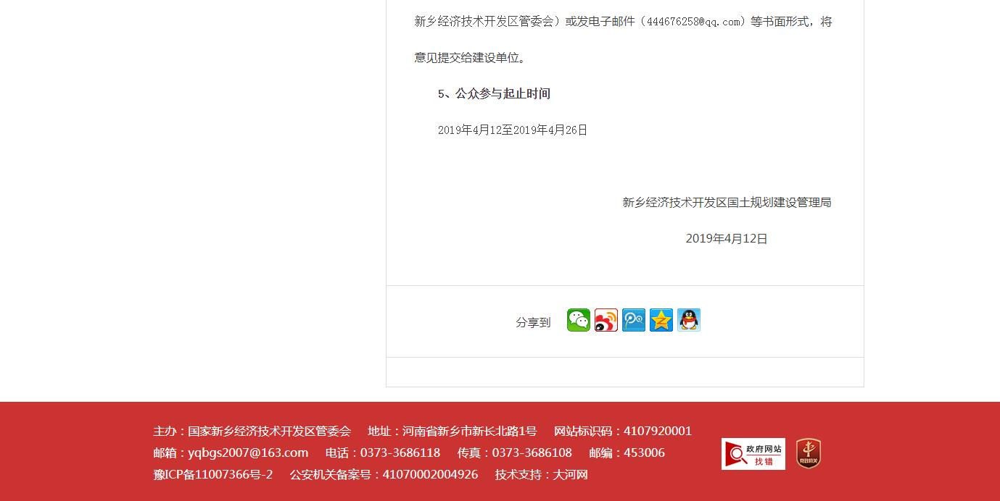 新乡经济技术开发区管委会）或发电子邮件（444676258@qq.com）等书面形式，将
意见提交给建设单位。
5、公众参与起止时间
2019年4月12至2019年4月26日
新乡经济技术开发区国土规划建设管理局
2019年4月12日
分享到
主办：国家新乡经济技术开发区管委会 地址：河南省新乡市新长北路1号 网站标识码：4107920001
邮箱：yqbgs2007@163.com 电话：0373-3686118 传真：0373-3686108 邮编：453006
豫ICP备11007366号-2 公安机关备案号：41070002004926 技术支持：大河网
政府网站
找错
党政机关